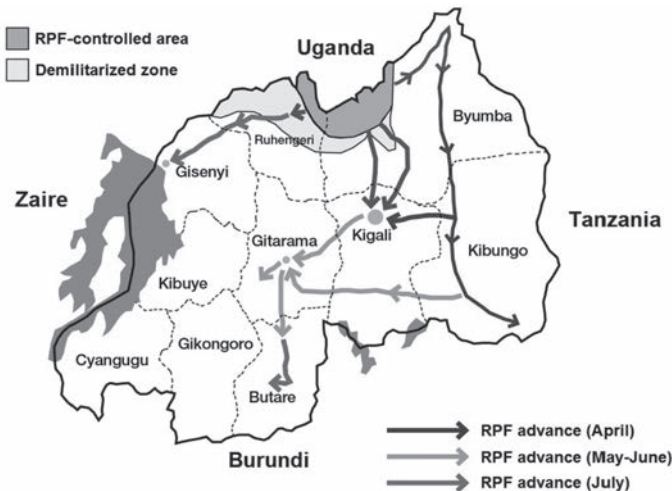 RPF-controlled area
Demilitarized zone
Uganda
Byumba
Ruhengeri
Gisenyi
Zaire
Tanzania
Kigali
Gitarama
Kibungo
Kibuye
Gikongoro
Cyangugu
Butare
Burundi
RPF advance (April)
RPF advance (May-June)
RPF advance (July)